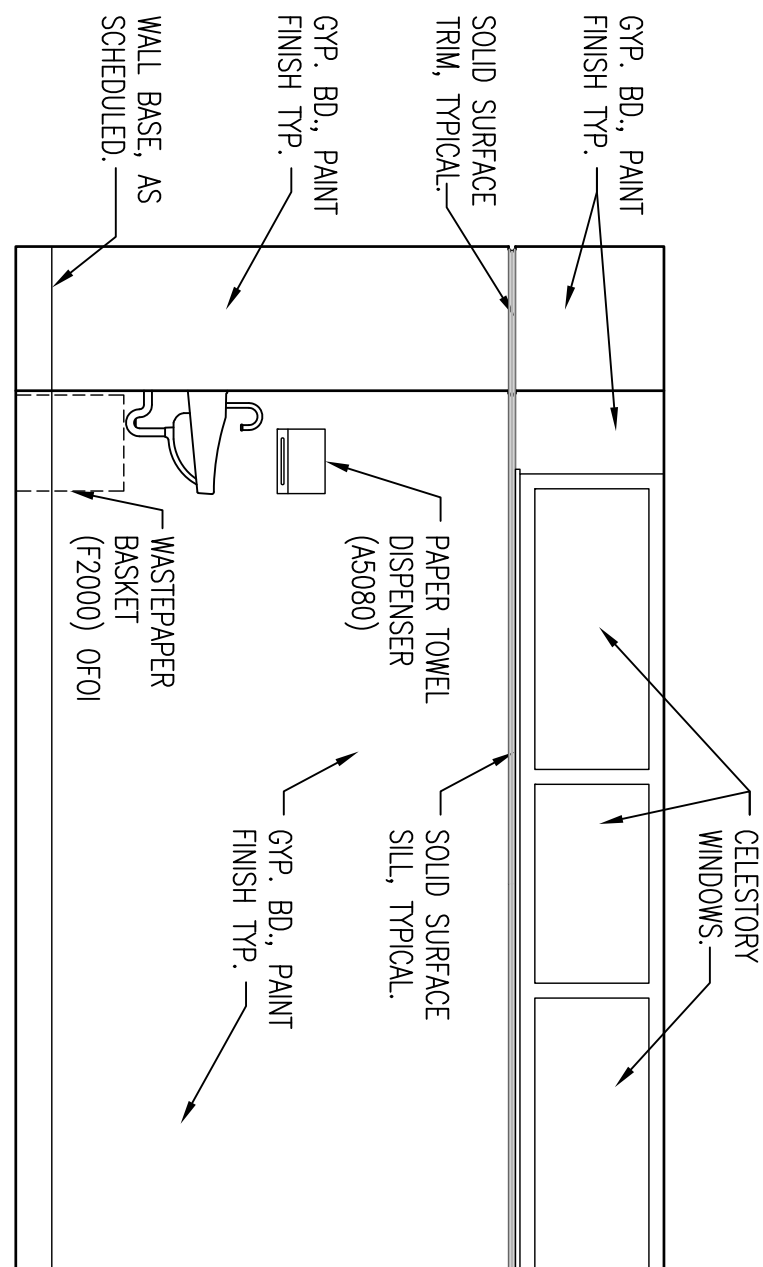 GYP. BD., PAINT
FINISH TYP.
SOLID SURFACE
TRIM, TYPICAL.
GYP. BD., PAINT
FINISH TYP.
WALL BASE, AS
SCHEDULED.
CELESTORY
WINDOWS.
PAPER TOWEL
DISPENSER
(A5080)
SOLID SURFACE
SILL, TYPICAL.
WASTEPAPER
BASKET
(F2000) OFOI
GYP. BD., PAINT
FINISH TYP.